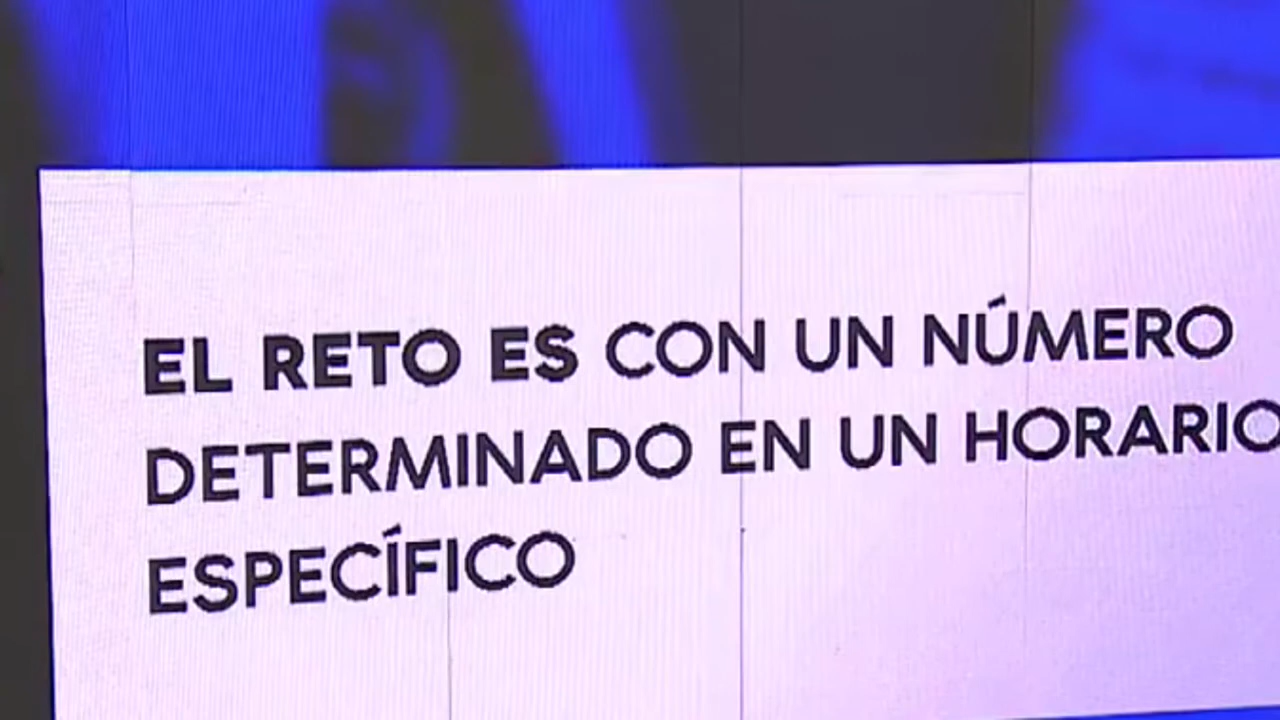 EL RETO ES CON UN NÚMERO
DETERMINADO EN UN HORARIO
ESPECÍFICO